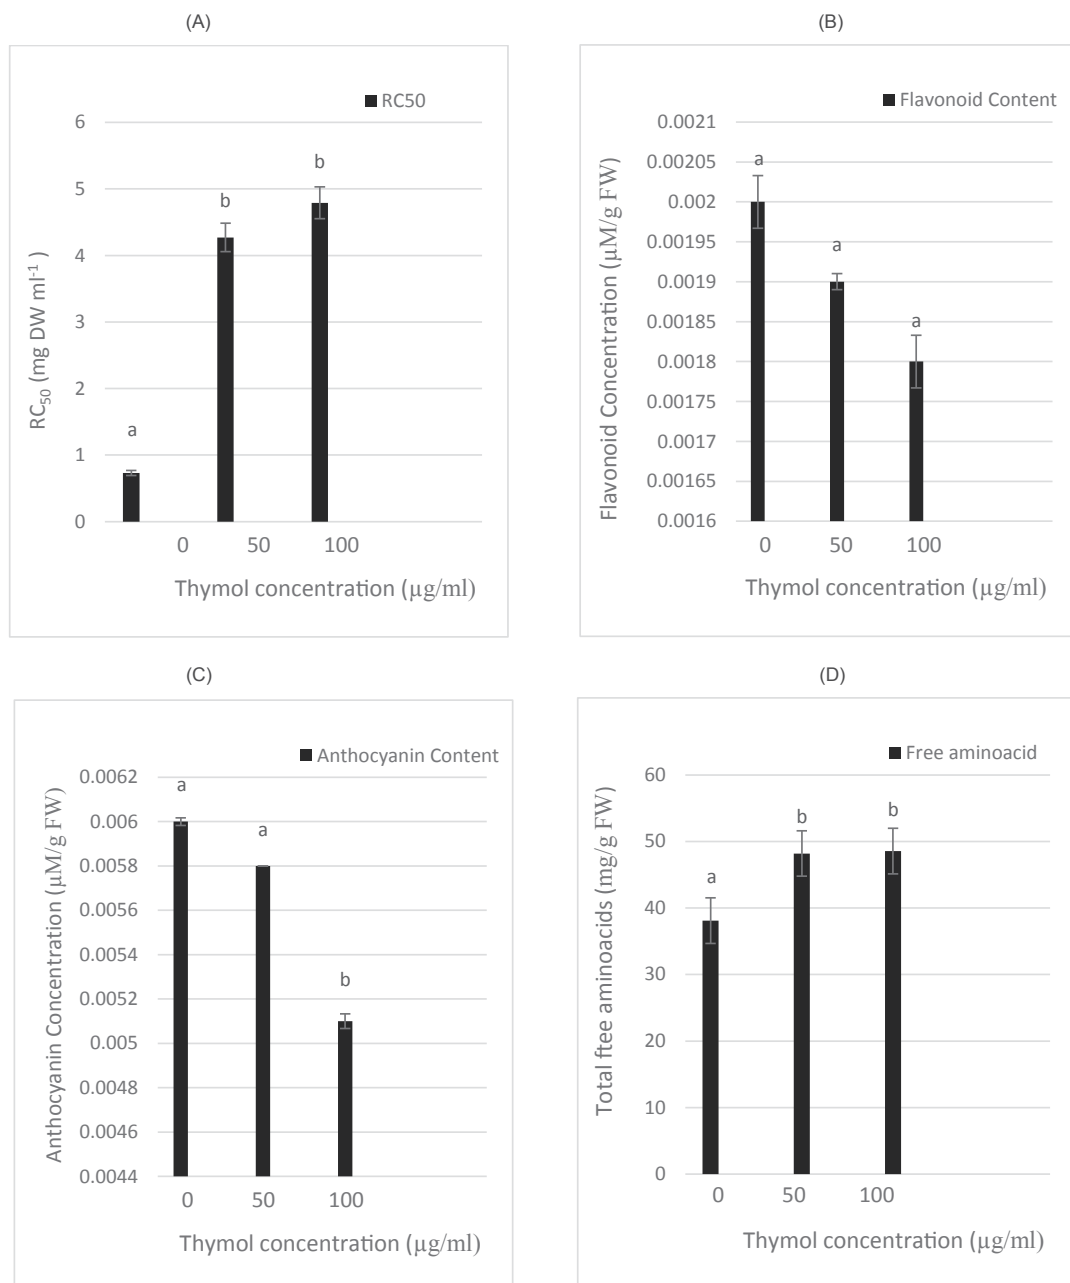 (A)
RC50
6
5
4
3
2
1
0
a
b
b
RC50 (mg DW ml-1)
0 50 100
Thymol concentration (µg/ml)
(B)
Flavonoid Content
0.0021
0.00205
0.002
0.00195
0.0019
0.00185
0.0018
0.00175
0.0017
0.00165
0.0016
a
a
a
Flavonoid Concentration (µM/g FW)
0 50 100
Thymol concentration (µg/ml)
(C)
Anthocyanin Content
0.0062
0.006
0.0058
0.0056
0.0054
0.0052
0.005
0.0048
0.0046
0.0044
a
a
b
Anthocyanin Concentration (µM/g FW)
0 50 100
Thymol concentration (µg/ml)
(D)
Free aminoacid
60
50
40
30
20
10
0
a
b
b
Total ftee aminoacids (mg/g FW)
0 50 100
Thymol concentration (µg/ml)